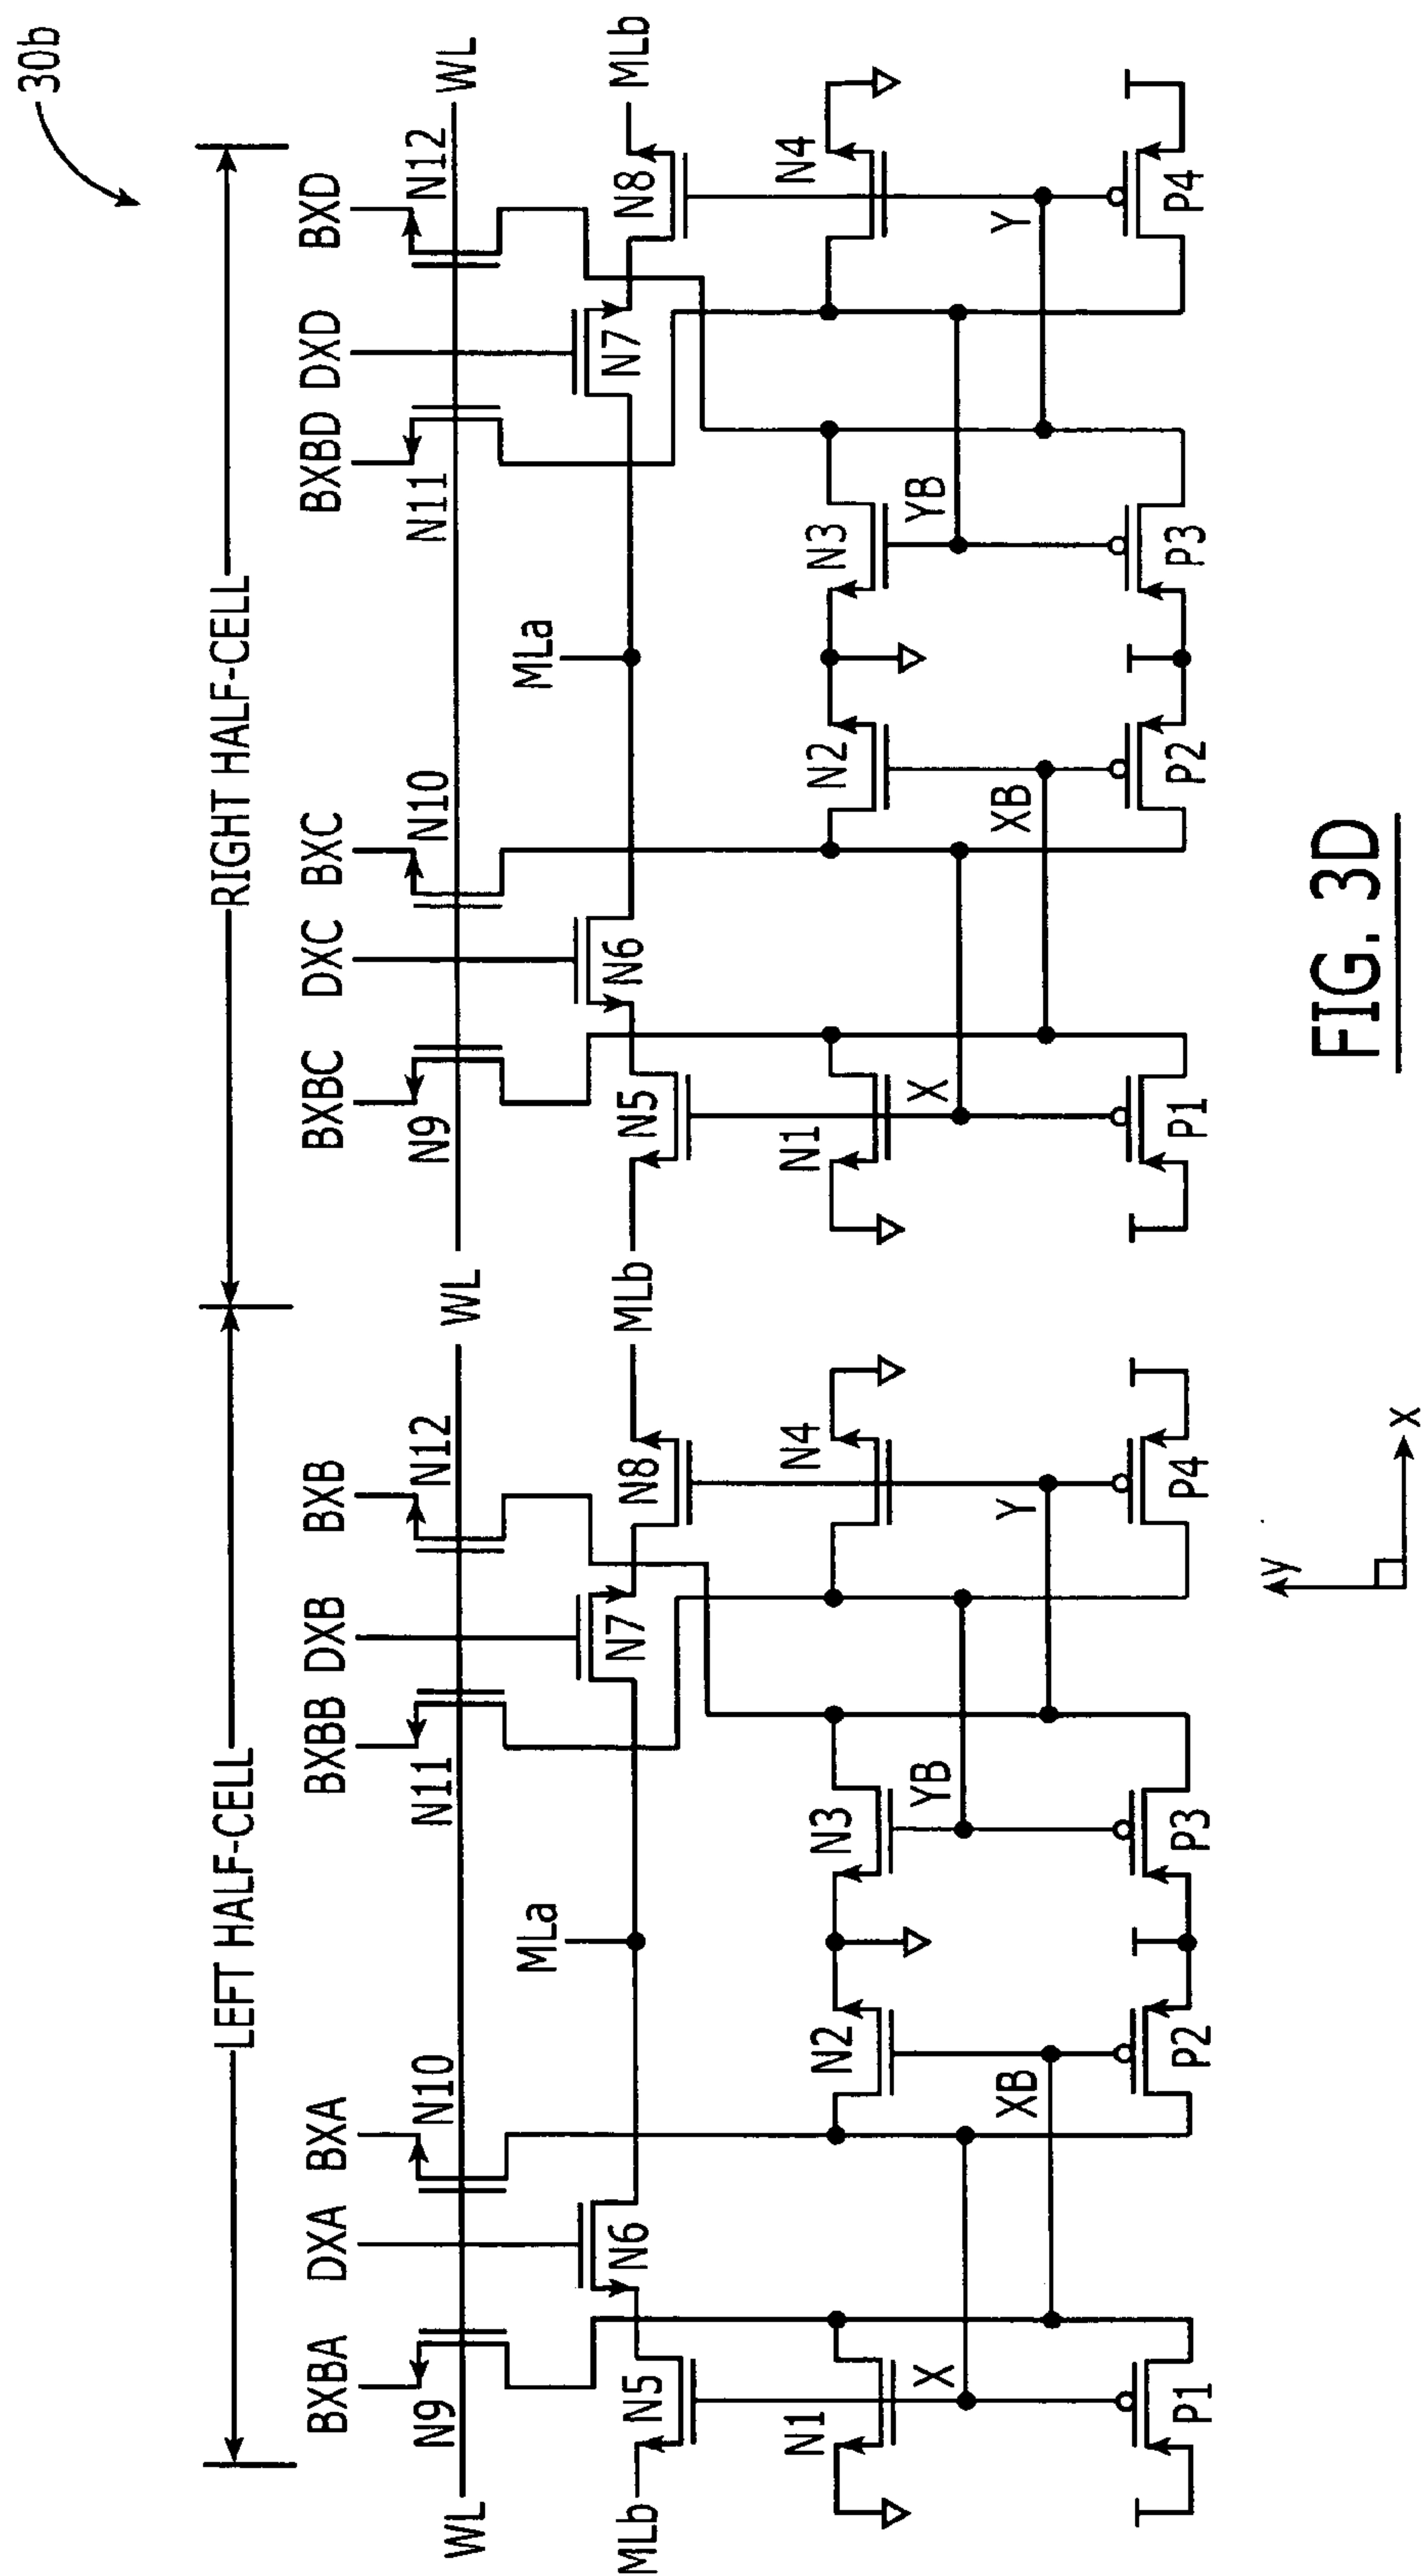 30b
LEFT HALF-CELL RIGHT HALF-CELL
BXBA DXA BXA BXBB DXB BXB BXBC DXC BXC BXBD DXD BXD
N9 N10 N11 N12 N9 N10 N11 N12
WL WL WL
MLa MLa
N6 N7 N6 N7
MLb N5 N8 MLb N5 N8 MLb
N1 N2 N3 N4 N1 N2 N3 N4
X YB X YB
XB Y XB Y
P1 P2 P3 P4 P1 P2 P3 P4
y
x
FIG. 3D